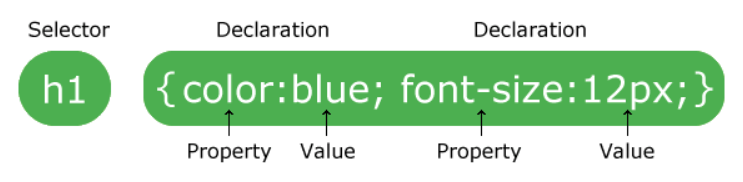 Selector Declaration Declaration
h1 {color:blue; font-size:12px;}
Property Value Property Value